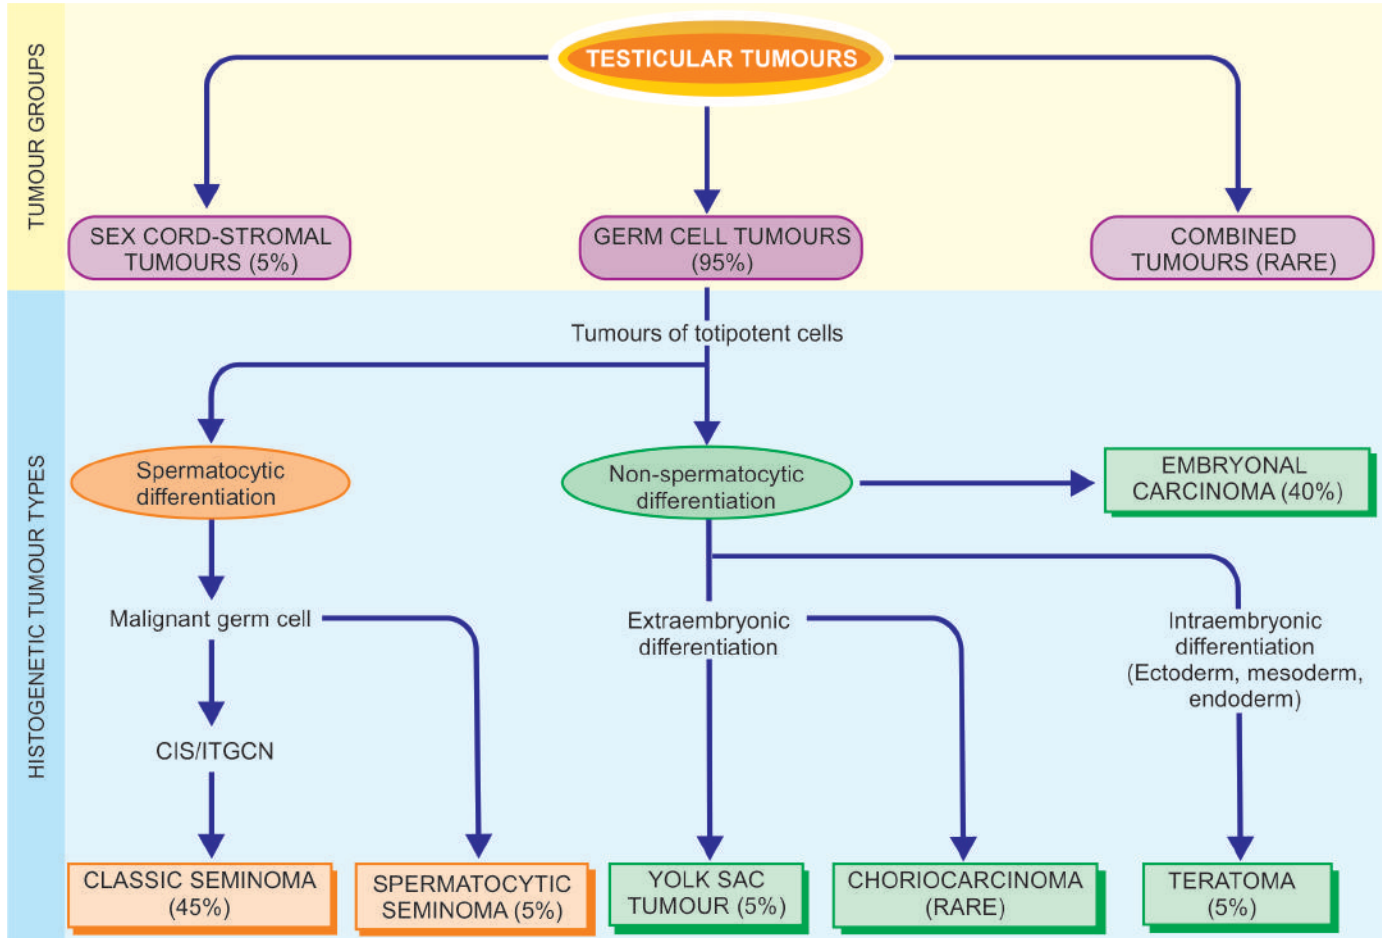 TUMOUR GROUPS
TESTICULAR TUMOURS
SEX CORD-STROMAL
TUMOURS (5%)
GERM CELL TUMOURS
(95%)
COMBINED
TUMOURS (RARE)
HISTOGENETIC TUMOUR TYPES
Tumours of totipotent cells
Spermatocytic
differentiation
Non-spermatocytic
differentiation
EMBRYONAL
CARCINOMA (40%)
Malignant germ cell
Extraembryonic
differentiation
Intraembryonic
differentiation
(Ectoderm, mesoderm,
endoderm)
CIS/ITGCN
CLASSIC SEMINOMA
(45%)
SPERMATOCYTIC
SEMINOMA (5%)
YOLK SAC
TUMOUR (5%)
CHORIOCARCINOMA
(RARE)
TERATOMA
(5%)